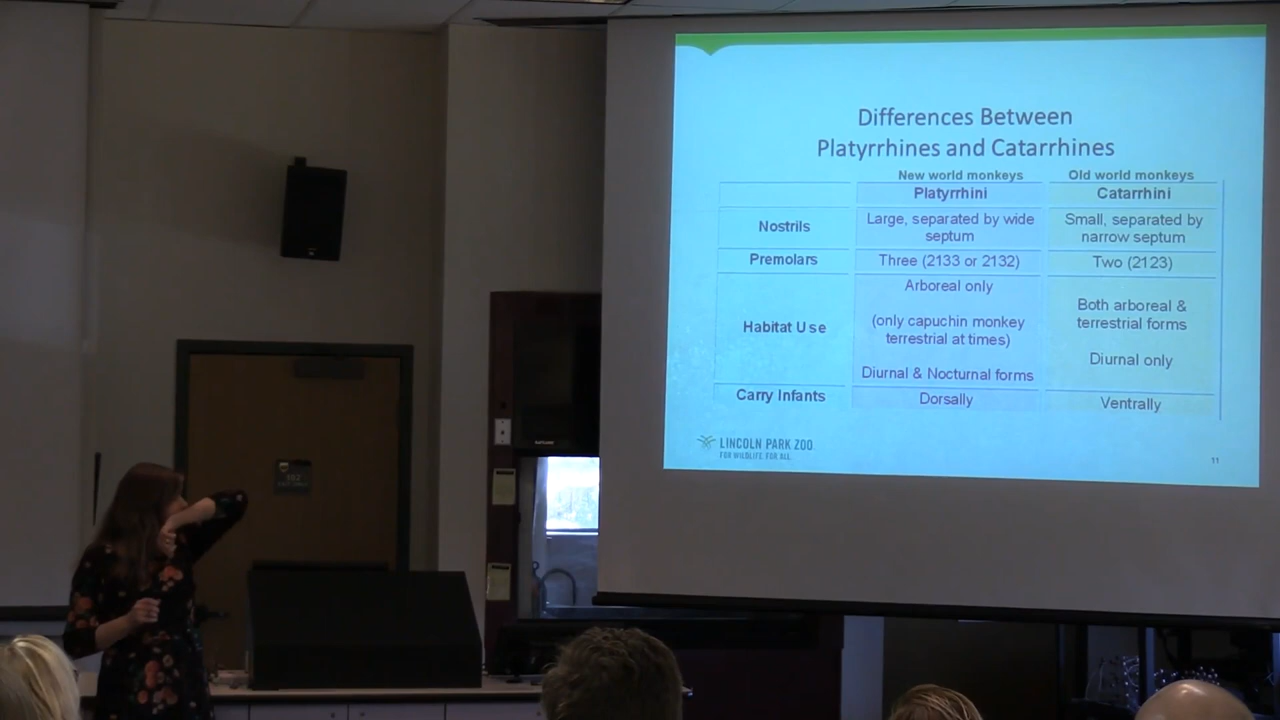 Differences Between
Platyrrhines and Catarrhines
New world monkeys Old world monkeys
Platyrrhini Catarrhini
Nostrils
Large, separated by wide
septum
Small, separated by
narrow septum
Premolars
Three (2133 or 2132)
Two (2123)
Habitat Use
Arboreal only
(only capuchin monkey
terrestrial at times)
Diurnal & Nocturnal forms
Both arboreal &
terrestrial forms
Diurnal only
Carry Infants
Dorsally
Ventrally
LINCOLN PARK ZOO
FOR WILDLIFE. FOR ALL.
11